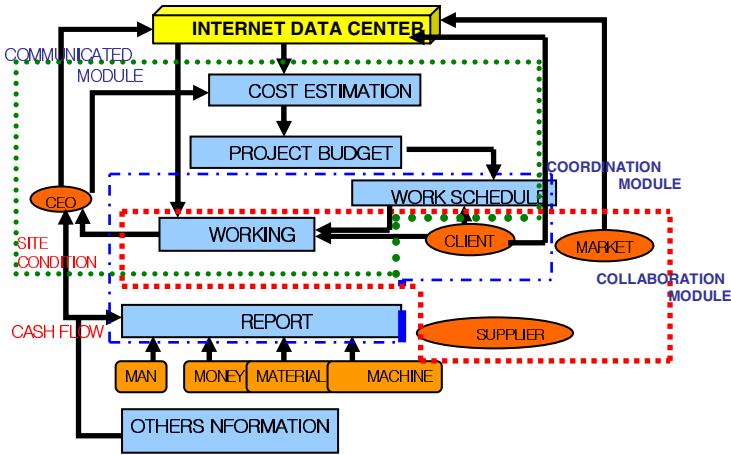 INTERNET DATA CENTER
COMMUNICATED
MODULE
COST ESTIMATION
PROJECT BUDGET
COORDINATION
MODULE
CEO
WORK SCHEDULE
WORKING
CLIENT
MARKET
SITE
CONDITION
COLLABORATION
MODULE
CASH FLOW
REPORT
SUPPLIER
MAN
MONEY
MATERIAL
MACHINE
OTHERS NFORMATION